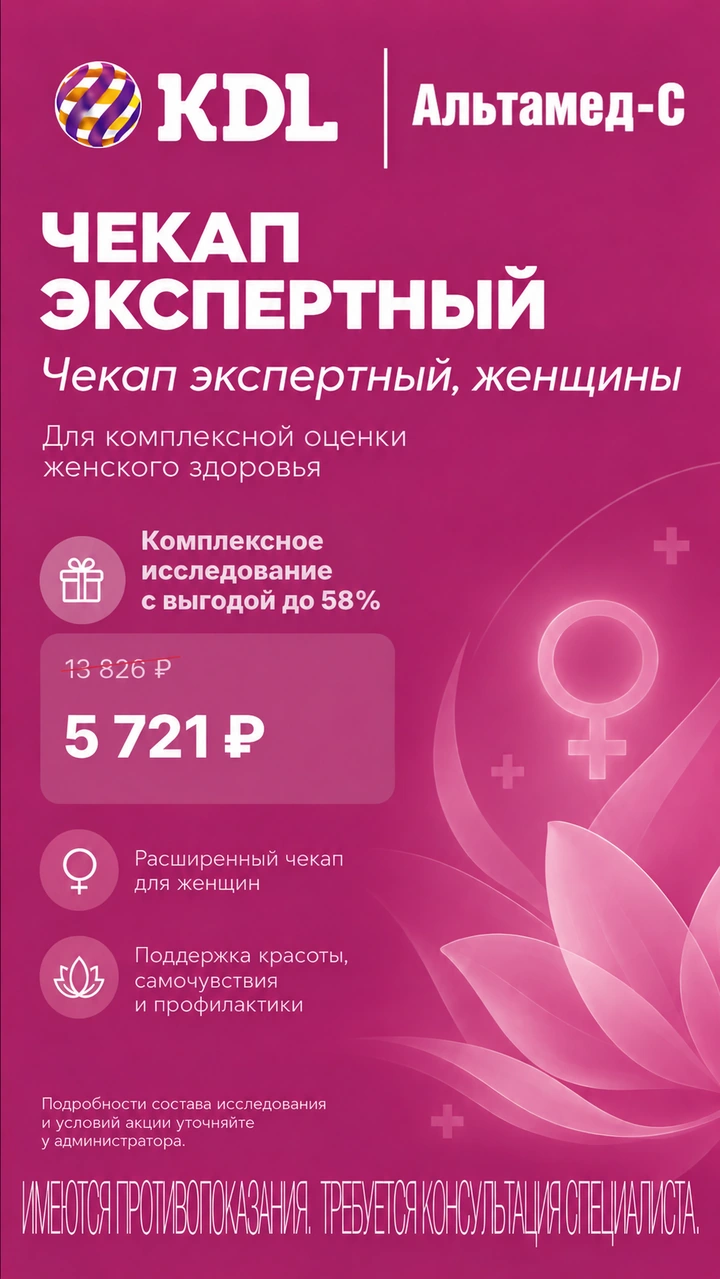 KDL
Альтамед-С
ЧЕКАП
ЭКСПЕРТНЫЙ
Чекап экспертный, женщины
Для комплексной оценки
женского здоровья
Комплексное
исследование
с выгодой до 58%
13 826 ₽
5 721 ₽
Расширенный чекап
для женщин
Поддержка красоты,
самочувствия
и профилактики
Подробности состава исследования
и условий акции уточняйте
у администратора.
ИМЕЮТСЯ ПРОТИВОПОКАЗАНИЯ. ТРЕБУЕТСЯ КОНСУЛЬТАЦИЯ СПЕЦИАЛИСТА.